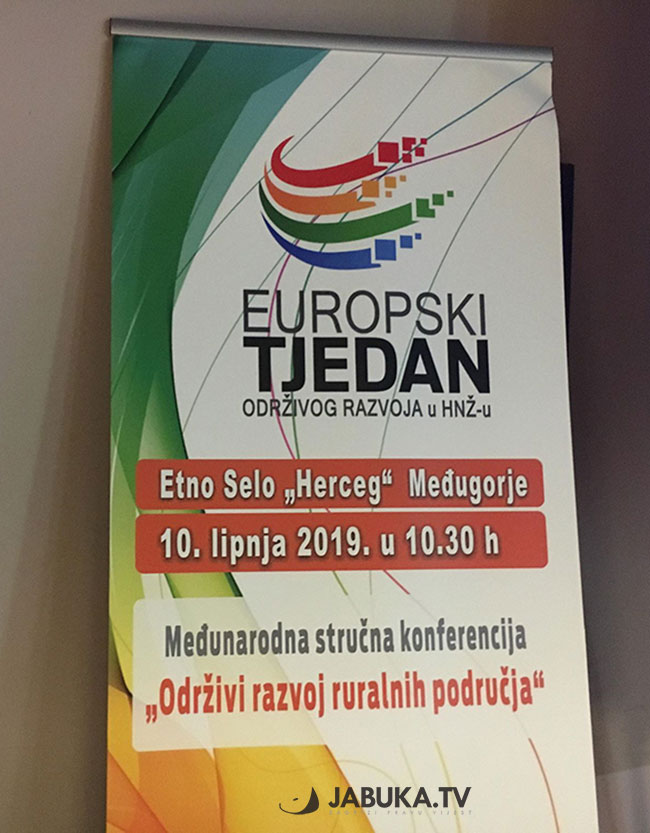 EUROPSKI
TJEDAN
ODRŽIVOG RAZVOJA u HNŽ-u
Etno Selo „Herceg“ Međugorje
10. lipnja 2019. u 10.30 h
Međunarodna stručna konferencija
„Održivi razvoj ruralnih područja“
JABUKA.TV